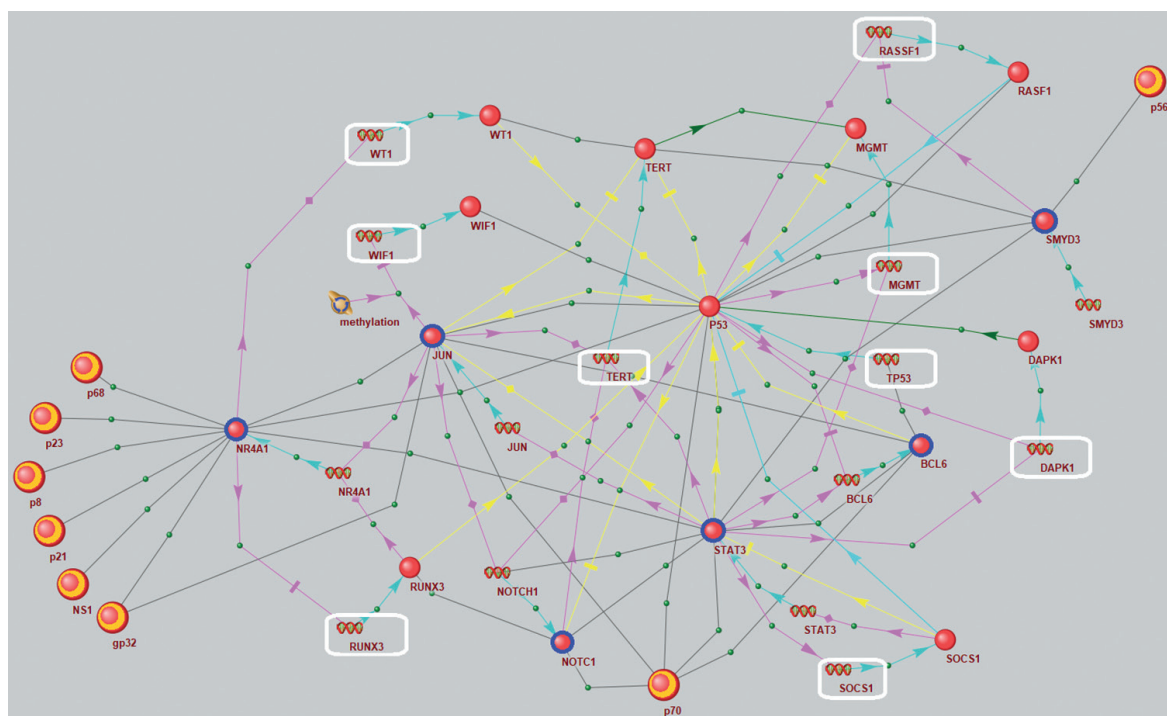 RASSF1
RASF1
p56
WT1
WT1
TERT
MGMT
WIF1
WIF1
SMYD3
MGMT
methylation
P53
SMYD3
JUN
TERT
TP53
DAPK1
p68
p23
NR4A1
JUN
BCL6
DAPK1
p8
NR4A1
BCL6
p21
STAT3
NS1
RUNX3
NOTCH1
gp32
STAT3
SOCS1
RUNX3
NOTC1
SOCS1
p70